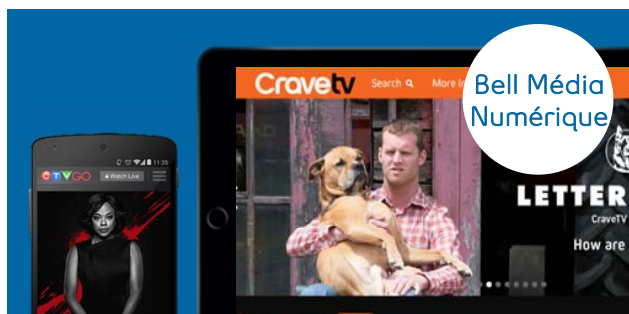 Bell Média
Numérique
Cravetv
Search
More
11:35
CTV GO
Watch Live
LETTER
CraveTV
How are